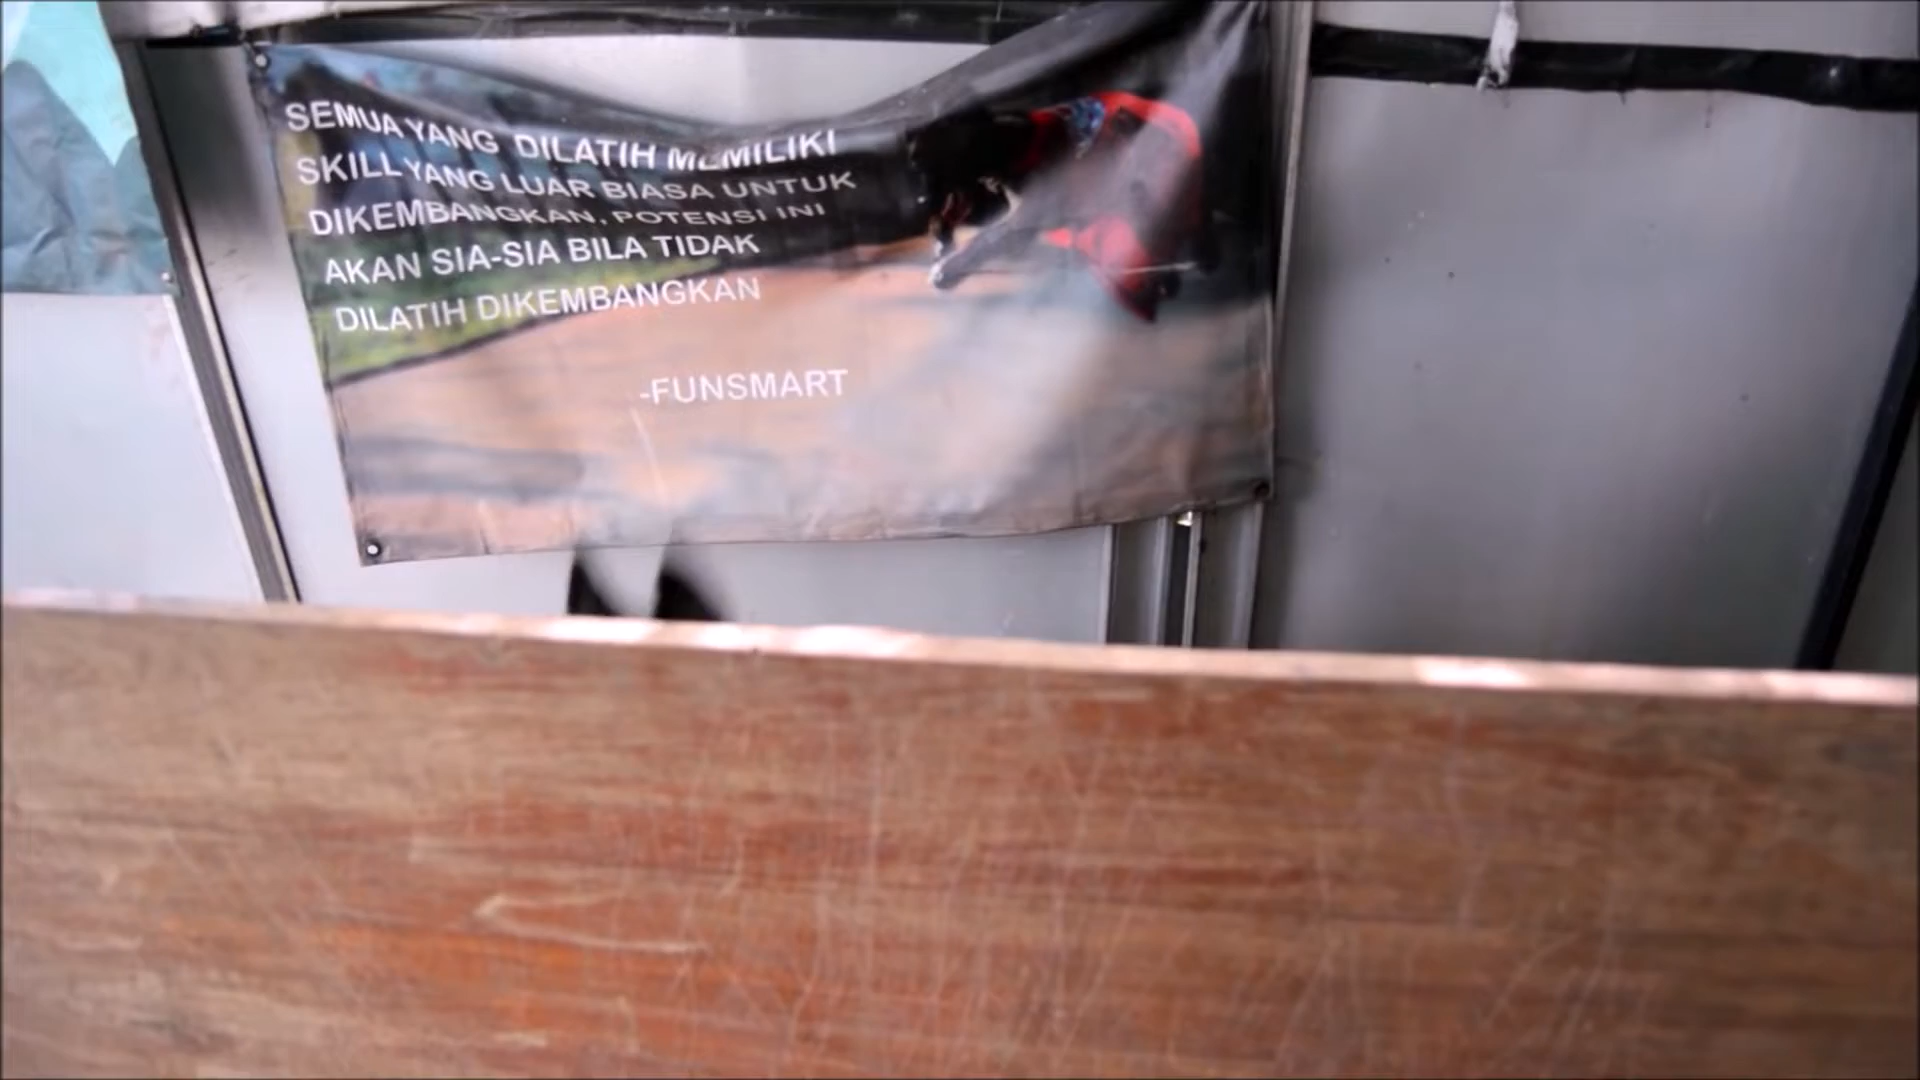 SEMUA YANG DILATIH MEMILIKI
SKILL YANG LUAR BIASA UNTUK
DIKEMBANGKAN, POTENSI INI
AKAN SIA-SIA BILA TIDAK
DILATIH DIKEMBANGKAN
-FUNSMART